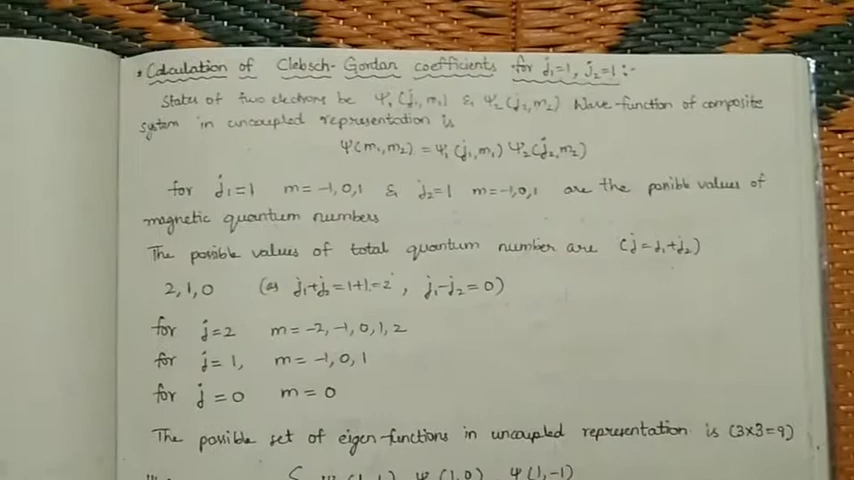 * Calculation of Clebsch-Gordan coefficients for j₁=1, j₂=1 :-
States of two electrons be Ψ₁(j₁,m₁) & Ψ₂(j₂,m₂) Wave-function of composite
system in uncoupled representation is
Ψ(m₁,m₂) = Ψ₁(j₁,m₁) Ψ₂(j₂,m₂)
for j₁=1 m=-1,0,1 & j₂=1 m=-1,0,1 are the possible values of
magnetic quantum numbers
The possible values of total quantum number are (j=j₁+j₂)
2,1,0 (as j₁+j₂=1+1=2, j₁-j₂=0)
for j=2 m=-2,-1,0,1,2
for j=1, m=-1,0,1
for j=0 m=0
The possible set of eigen-functions in uncoupled representation is (3×3=9)
Ψ(1,0) Ψ(1,-1)